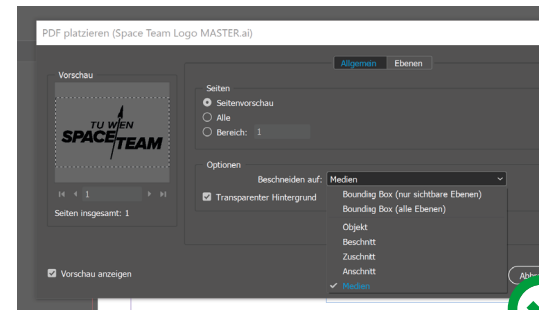 PDF platzieren (Space Team Logo MASTER.ai)
Allgemein Ebenen
Vorschau
TU WIEN
SPACE TEAM
1
Seiten insgesamt: 1
Vorschau anzeigen
Seiten
Seitenvorschau
Alle
Bereich: 1
Optionen
Beschneiden auf: Medien
Transparenter Hintergrund
Bounding Box (nur sichtbare Ebenen)
Bounding Box (alle Ebenen)
Objekt
Beschnitt
Zuschnitt
Anschnitt
Medien